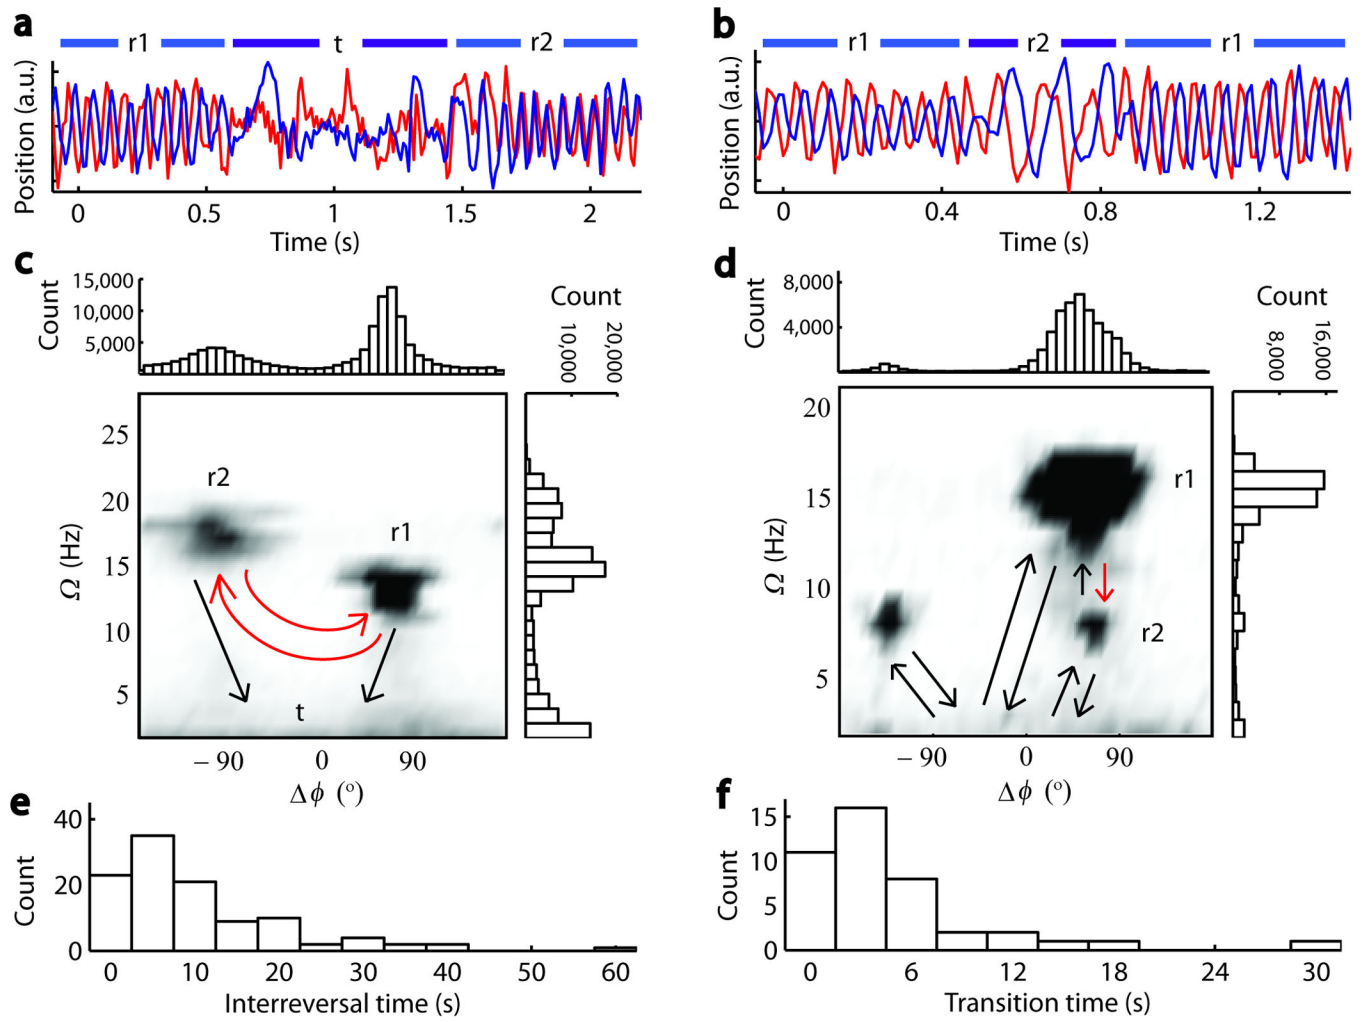 a
r1 t r2
Position (a.u.)
0 0.5 1 1.5 2
Time (s)
b
r1 r2 r1
Position (a.u.)
0 0.4 0.8 1.2
Time (s)
c
Count
15,000
10,000
5,000
Count
10,000
20,000
Ω (Hz)
25
20
15
10
5
r2
r1
t
− 90 0 90
Δϕ (°)
d
Count
8,000
4,000
Count
8,000
16,000
Ω (Hz)
20
15
10
5
r1
r2
− 90 0 90
Δϕ (°)
e
Count
40
20
0
0 10 20 30 40 50 60
Interreversal time (s)
f
Count
15
10
5
0
0 6 12 18 24 30
Transition time (s)